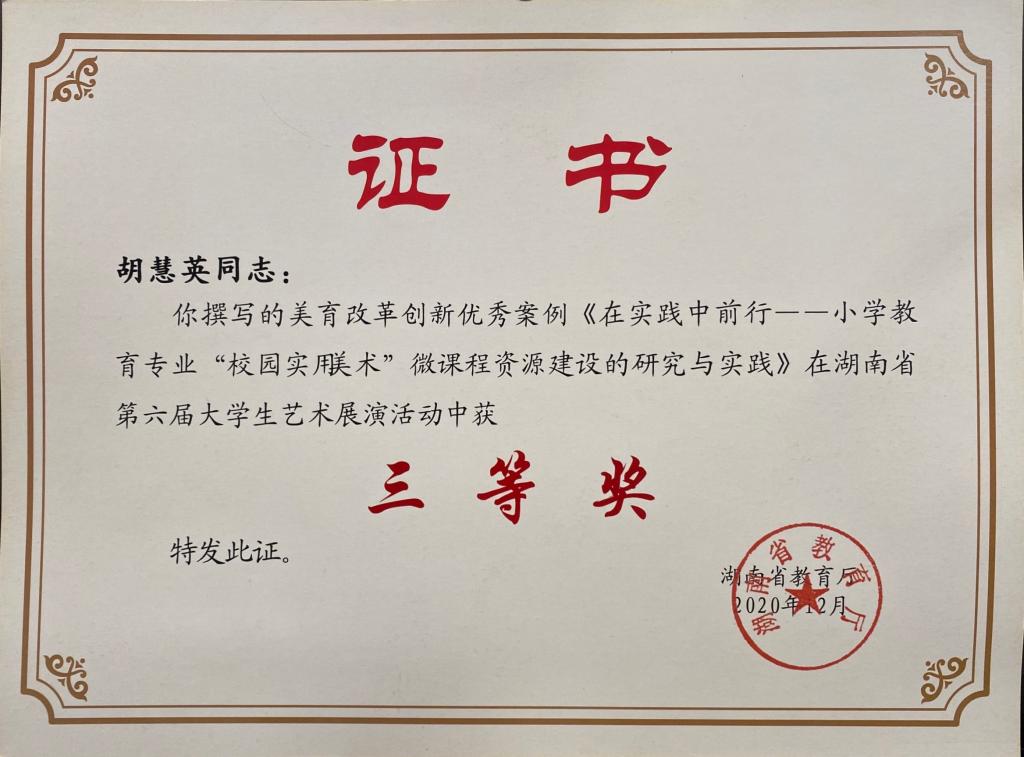 证 书
胡慧英同志：
你撰写的美育改革创新优秀案例《在实践中前行——小学教
育专业“校园实用美术”微课程资源建设的研究与实践》在湖南省
第六届大学生艺术展演活动中获
三 等 奖
特发此证。
湖南省教育厅
2020年12月
湖南省教育厅